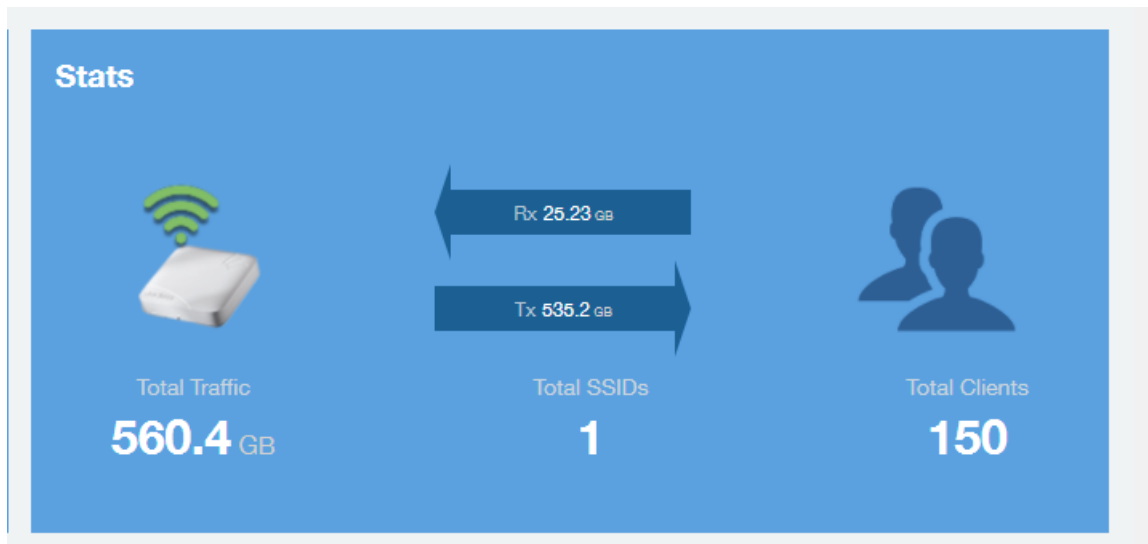 Stats
Rx 25.23 GB
Tx 535.2 GB
Total Traffic
Total SSIDs
Total Clients
560.4 GB
1
150